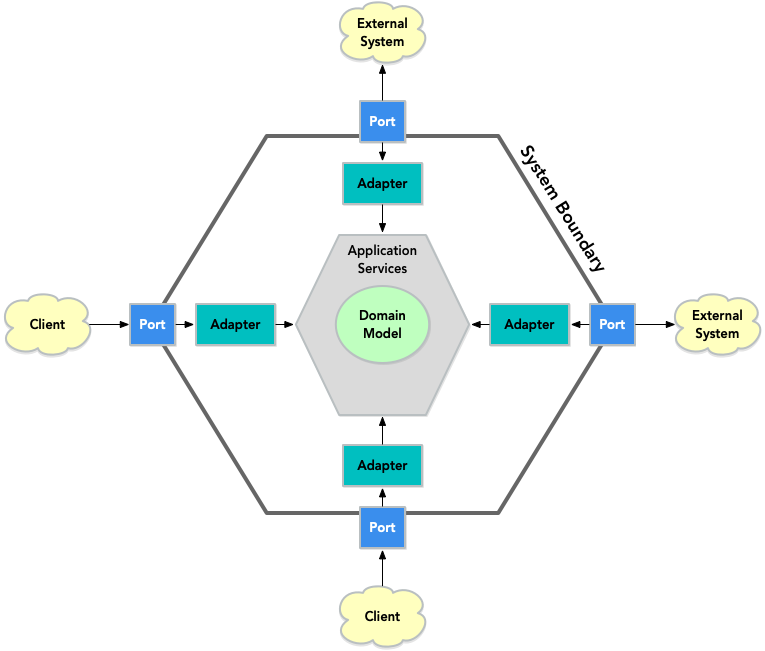 External
System
Port
Adapter
System Boundary
Application
Services
Client
Port
Adapter
Domain
Model
Adapter
Port
External
System
Adapter
Port
Client